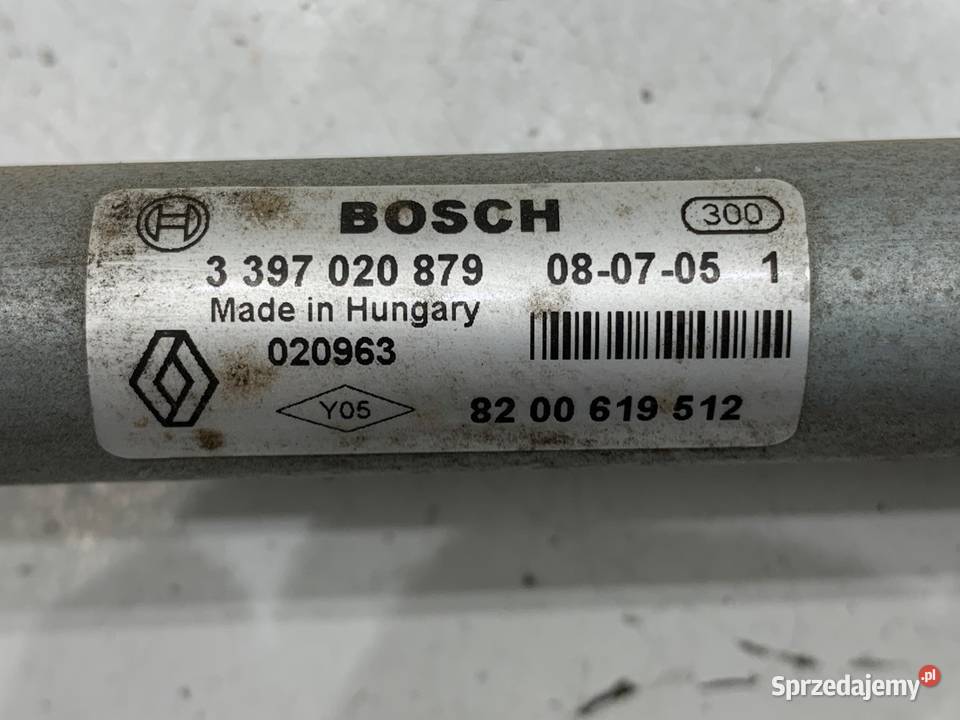 BOSCH 300
3 397 020 879 08-07-05 1
Made in Hungary
020963
Y05 82 00 619 512
Sprzedajemy.pl